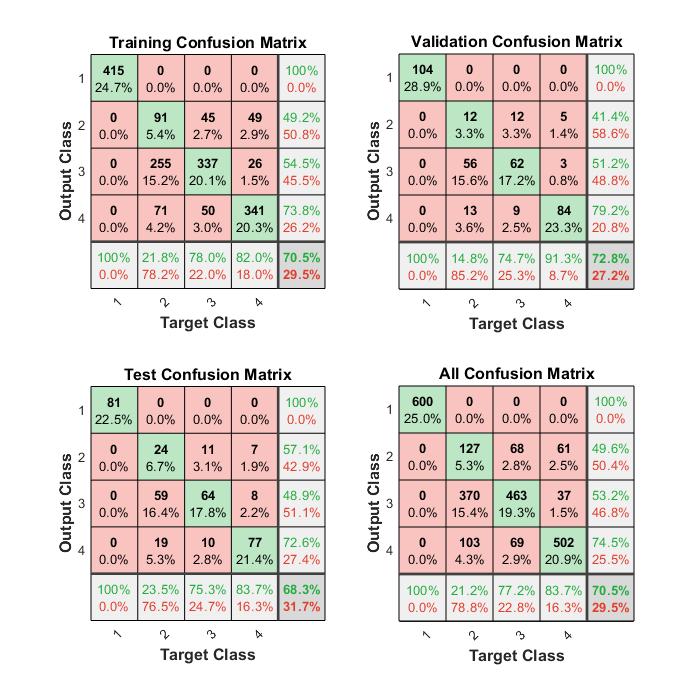 Training Confusion Matrix
1 415 0 0 0 100%
24.7% 0.0% 0.0% 0.0% 0.0%
2 0 91 45 49 49.2%
0.0% 5.4% 2.7% 2.9% 50.8%
3 0 255 337 26 54.5%
0.0% 15.2% 20.1% 1.5% 45.5%
4 0 71 50 341 73.8%
0.0% 4.2% 3.0% 20.3% 26.2%
100% 21.8% 78.0% 82.0% 70.5%
0.0% 78.2% 22.0% 18.0% 29.5%
1 2 3 4
Target Class
Output Class
Validation Confusion Matrix
1 104 0 0 0 100%
28.9% 0.0% 0.0% 0.0% 0.0%
2 0 12 12 5 41.4%
0.0% 3.3% 3.3% 1.4% 58.6%
3 0 56 62 3 51.2%
0.0% 15.6% 17.2% 0.8% 48.8%
4 0 13 9 84 79.2%
0.0% 3.6% 2.5% 23.3% 20.8%
100% 14.8% 74.7% 91.3% 72.8%
0.0% 85.2% 25.3% 8.7% 27.2%
1 2 3 4
Target Class
Output Class
Test Confusion Matrix
1 81 0 0 0 100%
22.5% 0.0% 0.0% 0.0% 0.0%
2 0 24 11 7 57.1%
0.0% 6.7% 3.1% 1.9% 42.9%
3 0 59 64 8 48.9%
0.0% 16.4% 17.8% 2.2% 51.1%
4 0 19 10 77 72.6%
0.0% 5.3% 2.8% 21.4% 27.4%
100% 23.5% 75.3% 83.7% 68.3%
0.0% 76.5% 24.7% 16.3% 31.7%
1 2 3 4
Target Class
Output Class
All Confusion Matrix
1 600 0 0 0 100%
25.0% 0.0% 0.0% 0.0% 0.0%
2 0 127 68 61 49.6%
0.0% 5.3% 2.8% 2.5% 50.4%
3 0 370 463 37 53.2%
0.0% 15.4% 19.3% 1.5% 46.8%
4 0 103 69 502 74.5%
0.0% 4.3% 2.9% 20.9% 25.5%
100% 21.2% 77.2% 83.7% 70.5%
0.0% 78.8% 22.8% 16.3% 29.5%
1 2 3 4
Target Class
Output Class